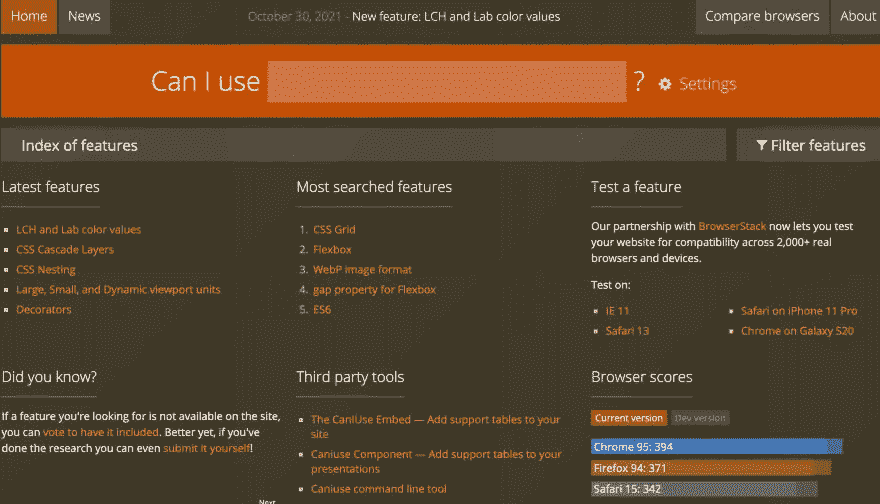 Home
News
October 30, 2021 - New feature: LCH and Lab color values
Compare browsers
About
Can I use
?
Settings
Index of features
Filter features
Latest features
LCH and Lab color values
CSS Cascade Layers
CSS Nesting
Large, Small, and Dynamic viewport units
Decorators
Most searched features
1. CSS Grid
2. Flexbox
3. WebP image format
4. gap property for Flexbox
5. ES6
Test a feature
Our partnership with BrowserStack now lets you test
your website for compatibility across 2,000+ real
browsers and devices.
Test on:
IE 11
Safari 13
Safari on iPhone 11 Pro
Chrome on Galaxy S20
Did you know?
If a feature you're looking for is not available on the site,
you can vote to have it included. Better yet, if you've
done the research you can even submit it yourself!
Next
Third party tools
The CanIUse Embed — Add support tables to your
site
Caniuse Component — Add support tables to your
presentations
Caniuse command line tool
Browser scores
Current version
Dev version
Chrome 95: 394
Firefox 94: 371
Safari 15: 342